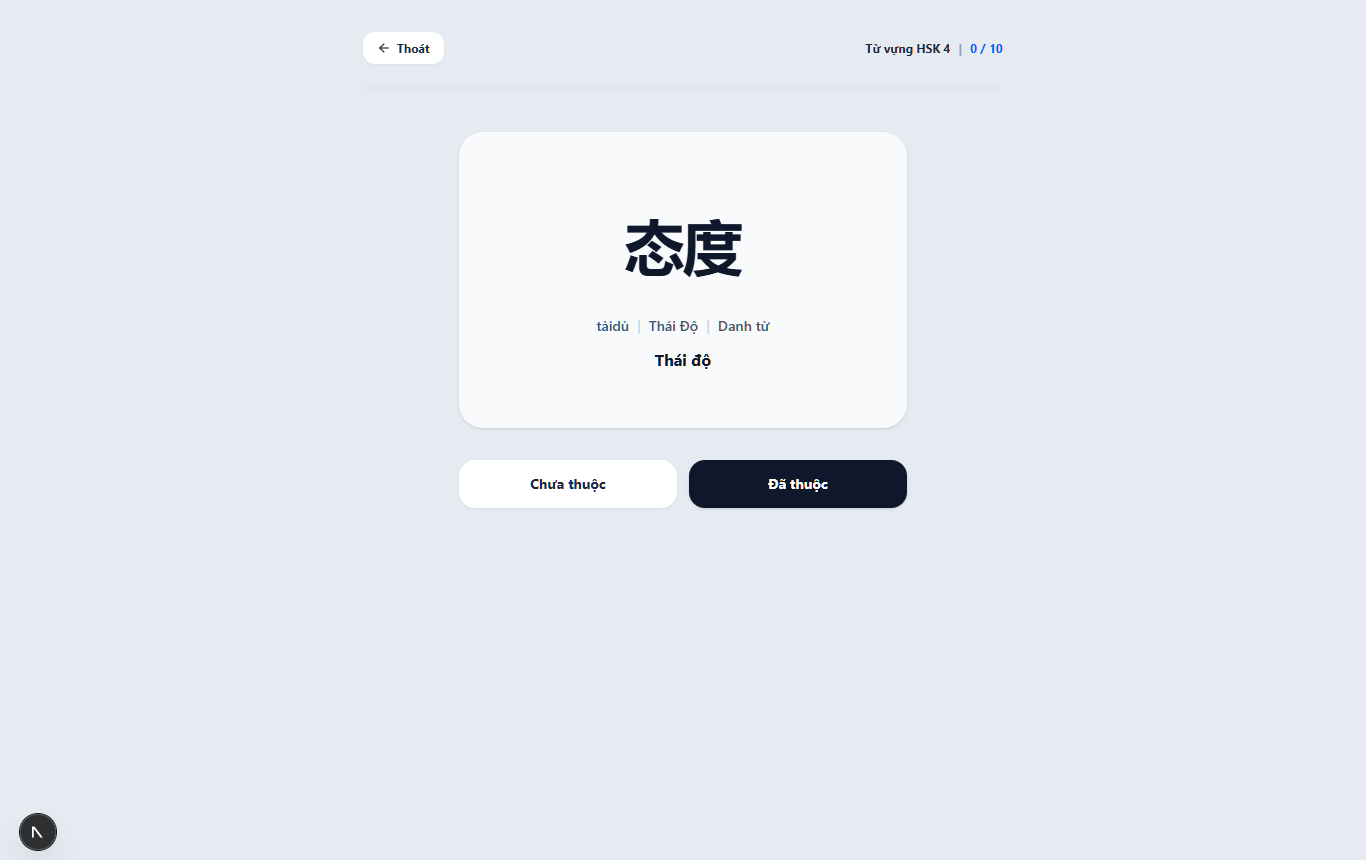 Thoát
Từ vựng HSK 4 | 0 / 10
态度
tàidù | Thái Độ | Danh từ
Thái độ
Chưa thuộc
Đã thuộc